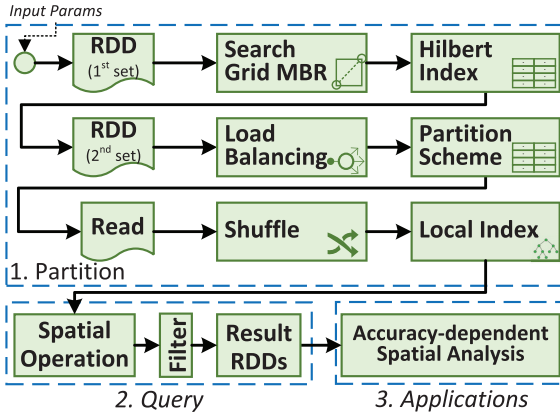 Input Params
RDD
(1st set)
Search
Grid MBR
Hilbert
Index
RDD
(2nd set)
Load
Balancing
Partition
Scheme
Read
Shuffle
Local Index
1. Partition
Spatial
Operation
Filter
Result
RDDs
Accuracy-dependent
Spatial Analysis
2. Query
3. Applications